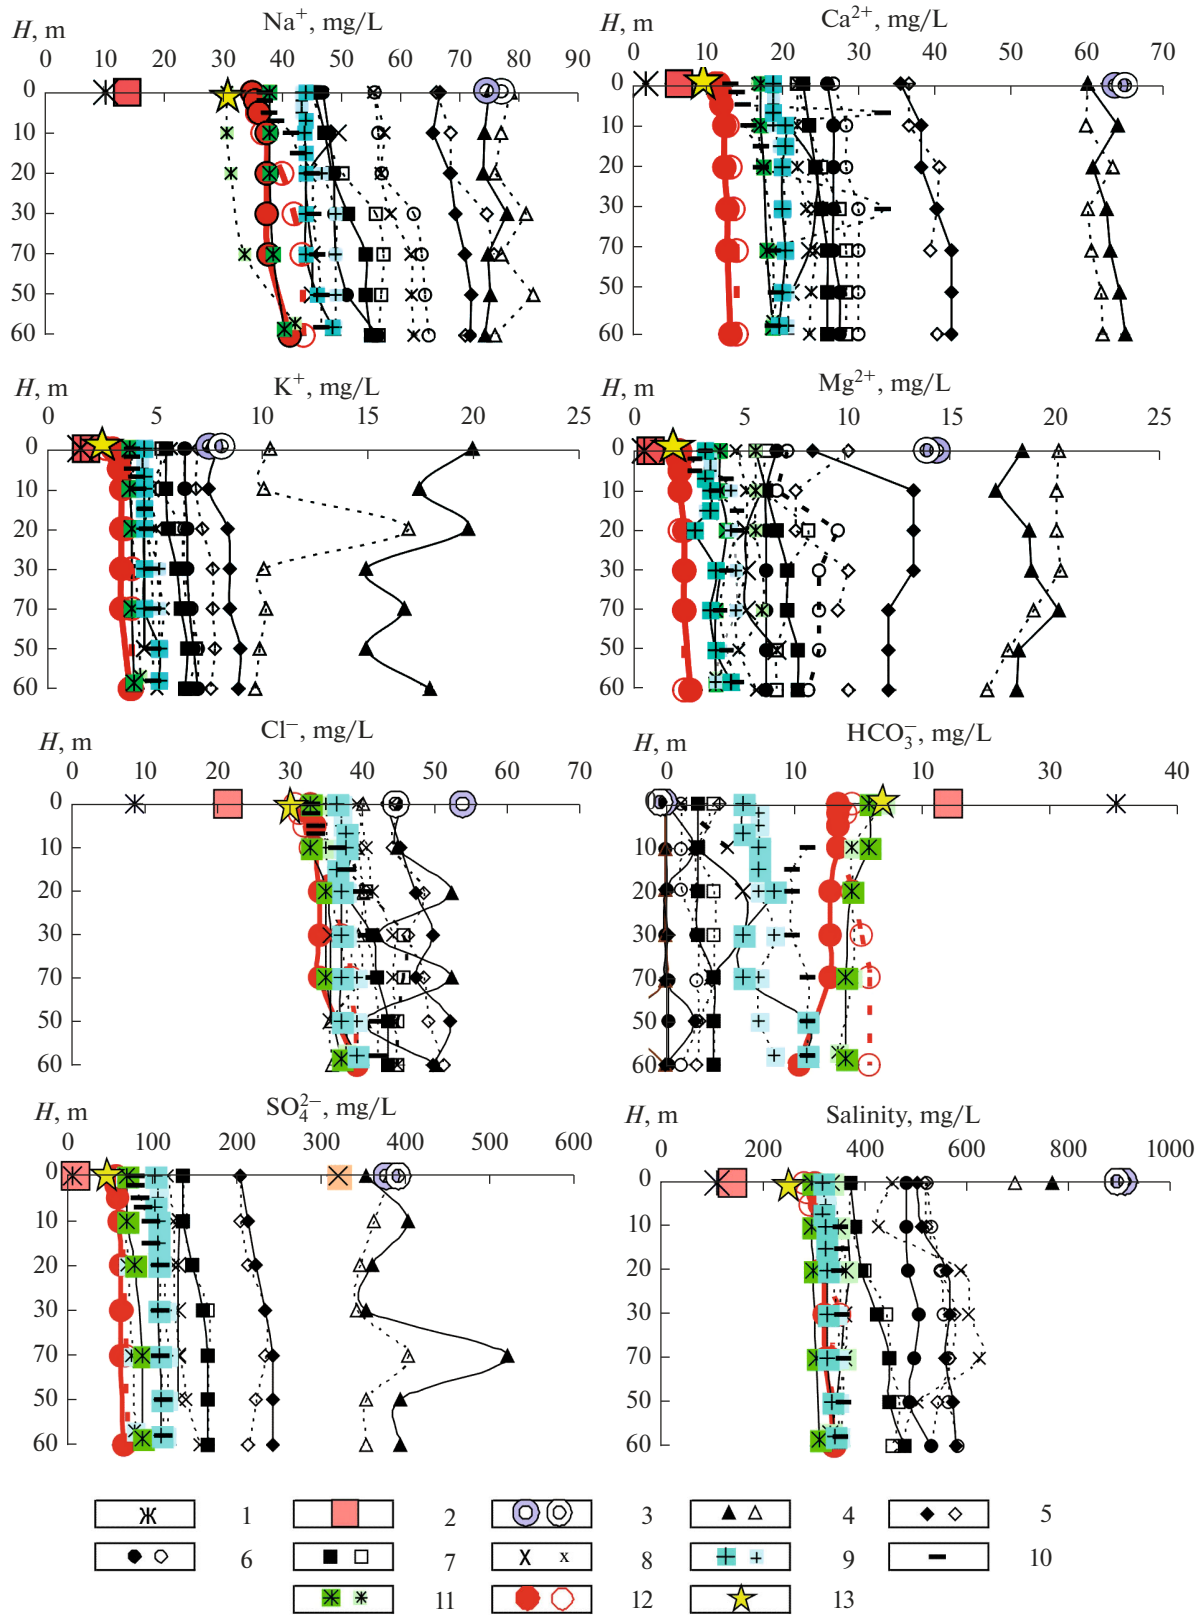 Na⁺, mg/L
H, m
0 10 20 30 40 50 60 70 80 90
0
10
20
30
70
50
60
Ca²⁺, mg/L
H, m
0 10 20 30 40 50 60 70
0
10
20
30
70
50
60
K⁺, mg/L
H, m
0 5 10 15 20 25
0
10
20
30
70
50
60
Mg²⁺, mg/L
H, m
0 5 10 15 20 25
0
10
20
30
70
50
60
Cl⁻, mg/L
H, m
0 10 20 30 40 50 60 70
0
10
20
30
70
50
60
HCO₃⁻, mg/L
H, m
0 10 10 30 40
0
10
20
30
70
50
60
SO₄²⁻, mg/L
H, m
0 100 200 300 400 500 600
0
10
20
30
70
50
60
Salinity, mg/L
H, m
0 200 400 600 800 1000
0
10
20
30
70
50
60
1 2 3 4 5
6 7 8 9 10
11 12 13